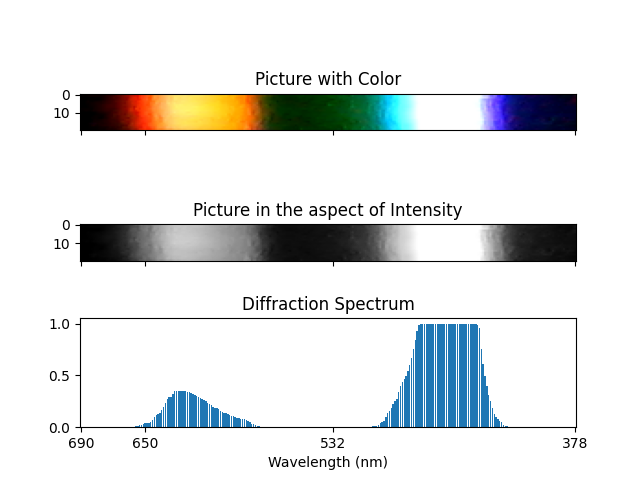 Picture with Color
0
10
Picture in the aspect of Intensity
0
10
Diffraction Spectrum
1.0
0.5
0.0
690 650 532 378
Wavelength (nm)